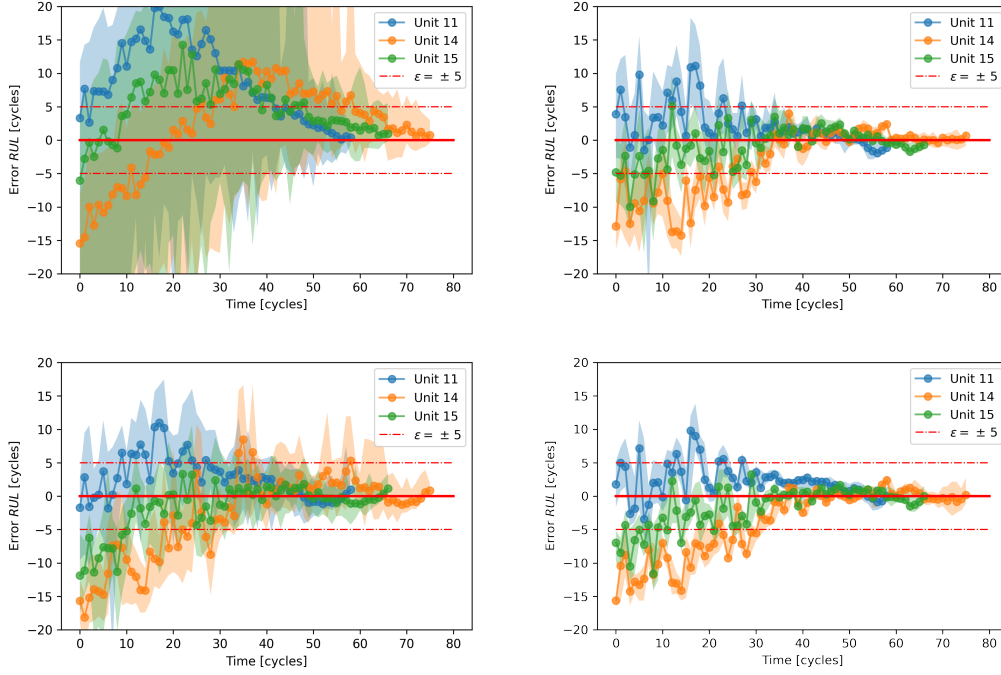 20
15
10
5
0
−5
−10
−15
−20
Error RUL [cycles]
0 10 20 30 40 50 60 70 80
Time [cycles]
Unit 11
Unit 14
Unit 15
ε = ± 5
20
15
10
5
0
−5
−10
−15
−20
Error RUL [cycles]
0 10 20 30 40 50 60 70 80
Time [cycles]
Unit 11
Unit 14
Unit 15
ε = ± 5
20
15
10
5
0
−5
−10
−15
−20
Error RUL [cycles]
0 10 20 30 40 50 60 70 80
Time [cycles]
Unit 11
Unit 14
Unit 15
ε = ± 5
20
15
10
5
0
−5
−10
−15
−20
Error RUL [cycles]
0 10 20 30 40 50 60 70 80
Time [cycles]
Unit 11
Unit 14
Unit 15
ε = ± 5